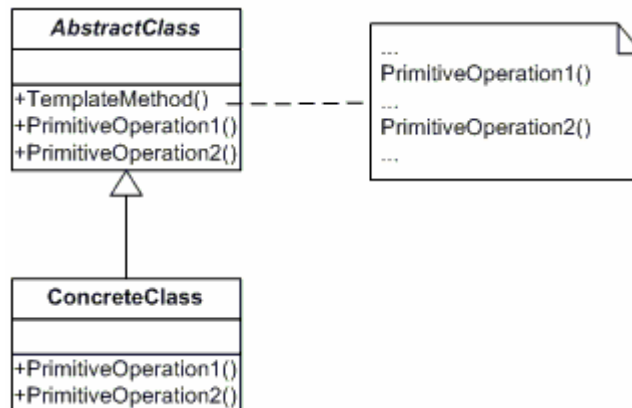 AbstractClass
+TemplateMethod()
+PrimitiveOperation1()
+PrimitiveOperation2()
...
PrimitiveOperation1()
...
PrimitiveOperation2()
...
ConcreteClass
+PrimitiveOperation1()
+PrimitiveOperation2()